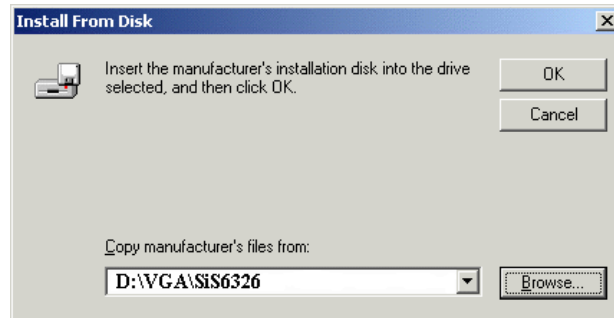 Install From Disk
Insert the manufacturer's installation disk into the drive
selected, and then click OK.
OK
Cancel
Copy manufacturer's files from:
D:\VGA\SiS6326
Browse...